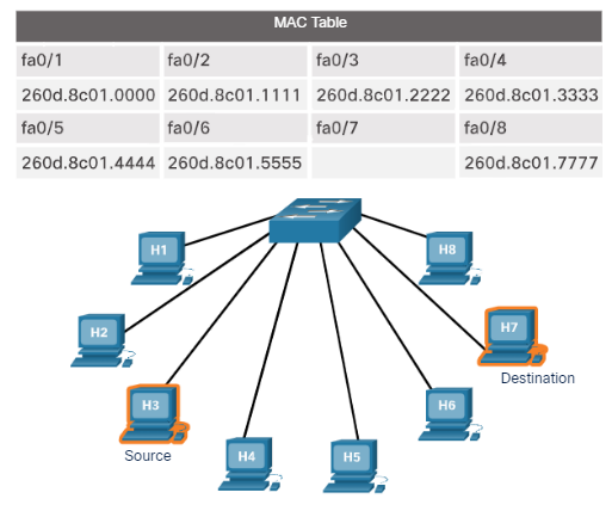 MAC Table
fa0/1 fa0/2 fa0/3 fa0/4
260d.8c01.0000 260d.8c01.1111 260d.8c01.2222 260d.8c01.3333
fa0/5 fa0/6 fa0/7 fa0/8
260d.8c01.4444 260d.8c01.5555 260d.8c01.7777
H1 H8
H2 H7
Destination
H3 H6
Source
H4 H5